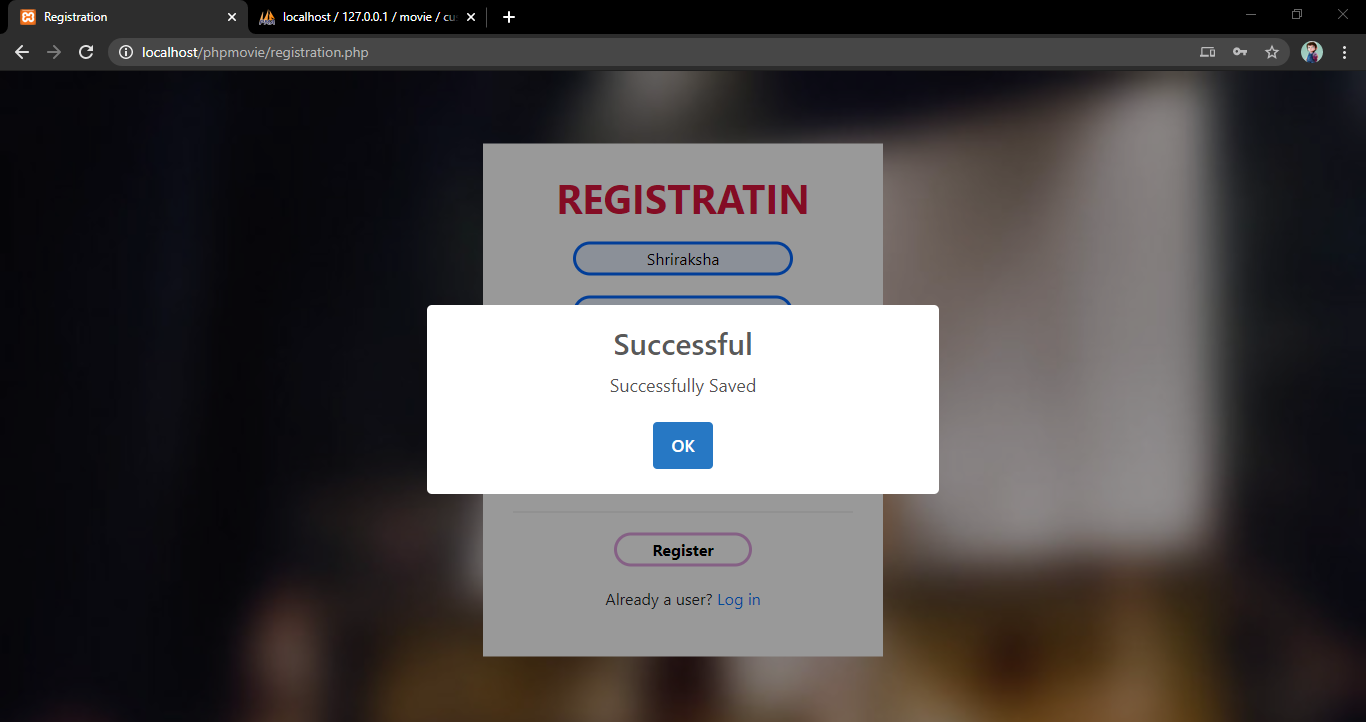 Registration
localhost / 127.0.0.1 / movie / cu
localhost/phpmovie/registration.php
REGISTRATIN
Shriraksha
Successful
Successfully Saved
OK
Register
Already a user? Log in